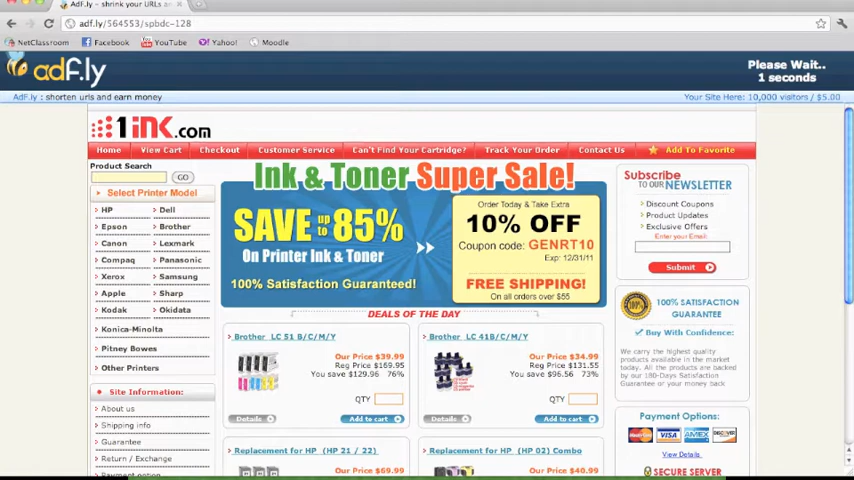 AdF.ly - shrink your URLs an
adf.ly/564553/spbdc-128
NetClassroom Facebook YouTube Yahoo! Moodle
adf.ly
Please Wait..
1 seconds
AdF.ly : shorten urls and earn money
Your Site Here: 10,000 visitors / $5.00
1ink.com
Home View Cart Checkout Customer Service Can't Find Your Cartridge? Track Your Order Contact Us Add To Favorite
Product Search
GO
Select Printer Model
HP Dell
Epson Brother
Canon Lexmark
Compaq Panasonic
Xerox Samsung
Apple Sharp
Kodak Okidata
Konica-Minolta
Pitney Bowes
Other Printers
Site Information:
About us
Shipping info
Guarantee
Return / Exchange
Payment option
Ink & Toner Super Sale!
SAVE up to 85%
On Printer Ink & Toner
100% Satisfaction Guaranteed!
Order Today & Take Extra
10% OFF
Coupon code: GENRT10
Exp: 12/31/11
FREE SHIPPING!
On all orders over $55
DEALS OF THE DAY
Brother LC 51 B/C/M/Y
Our Price $39.99
Reg Price $169.95
You save $129.96 76%
QTY
Details Add to cart
Brother LC 41B/C/M/Y
Our Price $34.99
Reg Price $131.55
You save $96.56 73%
QTY
Details Add to cart
Replacement for HP (HP 21 / 22)
Our Price $69.99
Replacement for HP (HP 02) Combo
Our Price $40.99
Subscribe
TO OUR NEWSLETTER
Discount Coupons
Product Updates
Exclusive Offers
Enter your Email:
Submit
100% SATISFACTION
GUARANTEE
Buy With Confidence:
We carry the highest quality
products available in the market
today. All the products are backed
by our 180-Days Satisfaction
Guarantee or your money back
Payment Options:
MasterCard VISA AMEX DISCOVER
View Details
SECURE SERVER